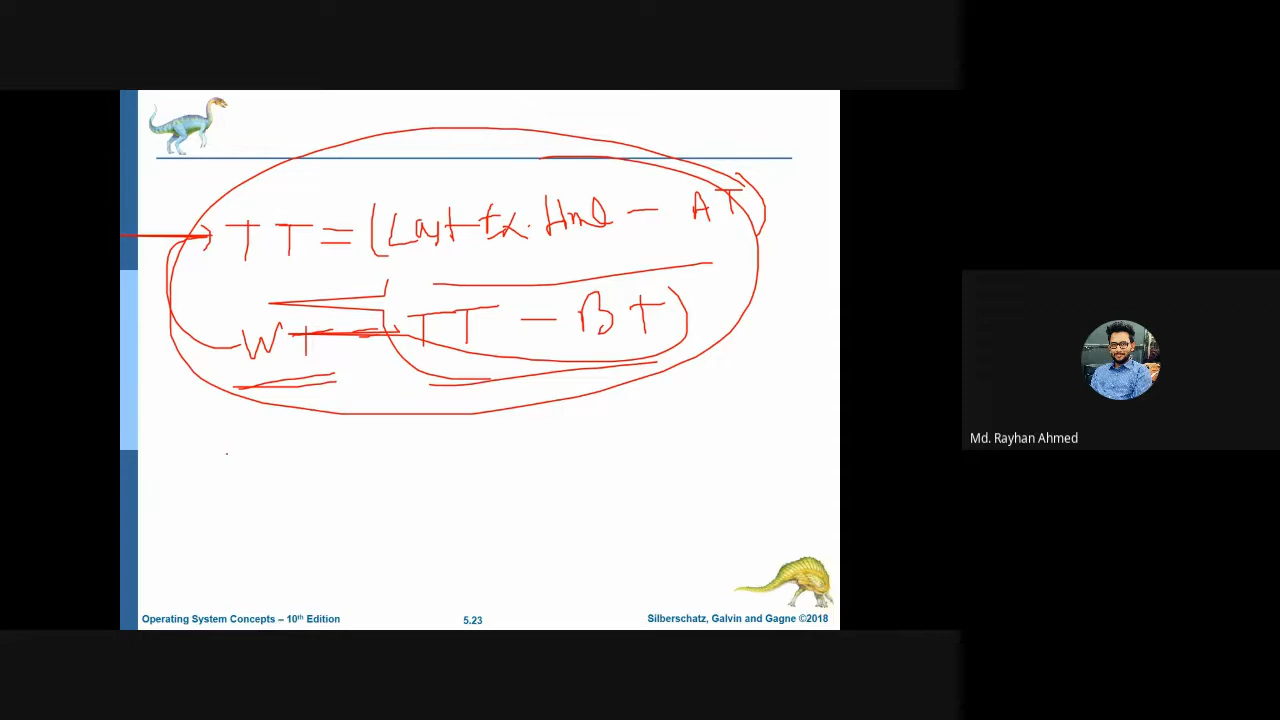 TT = (Last Ex. time - AT)
WT = (TT - BT)
Md. Rayhan Ahmed
Operating System Concepts – 10th Edition
5.23
Silberschatz, Galvin and Gagne ©2018